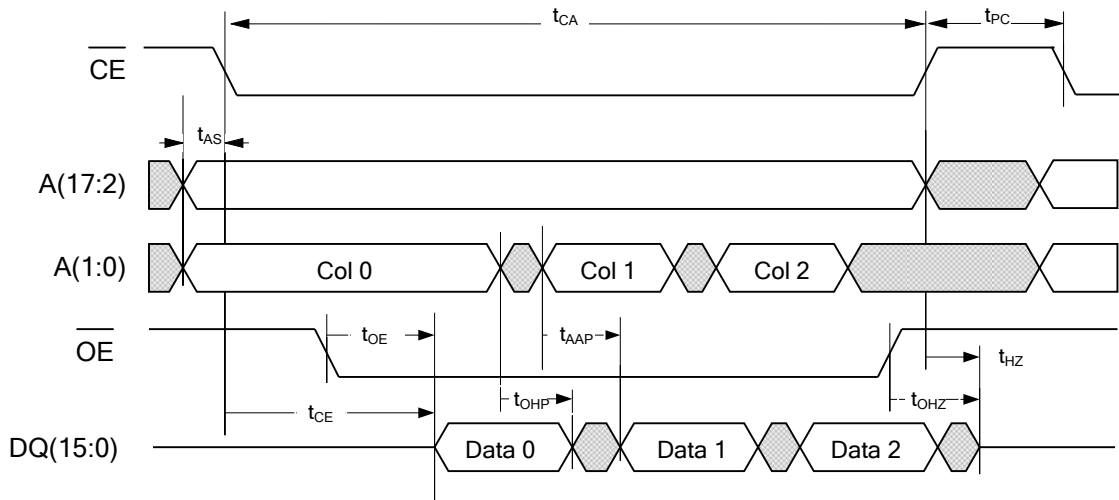 tCA
tPC
CE
tAS
A(17:2)
A(1:0)
Col 0
Col 1
Col 2
OE
tOE
tAAP
tHZ
tOHP
tOHZ
tCE
DQ(15:0)
Data 0
Data 1
Data 2